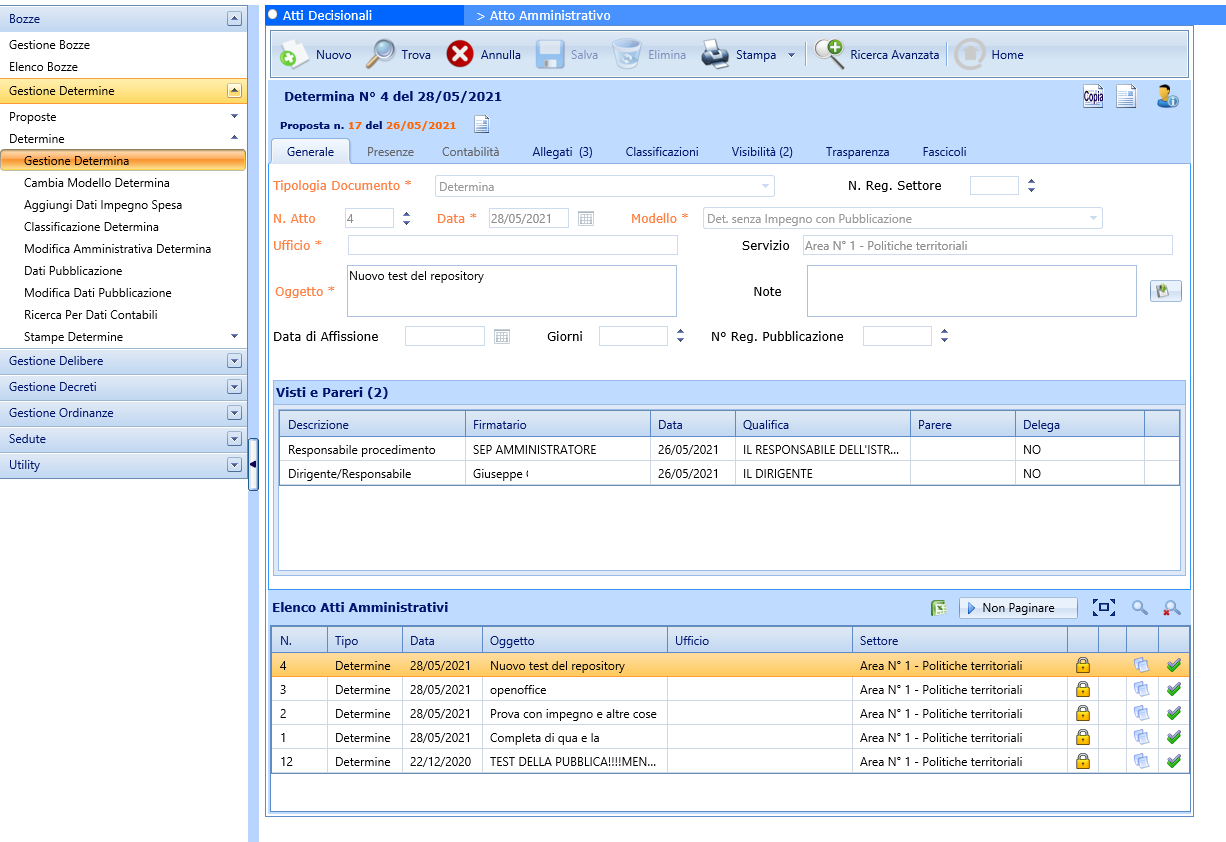 Bozze
Gestione Bozze
Elenco Bozze
Gestione Determine
Proposte
Determine
Gestione Determina
Cambia Modello Determina
Aggiungi Dati Impegno Spesa
Classificazione Determina
Modifica Amministrativa Determina
Dati Pubblicazione
Modifica Dati Pubblicazione
Ricerca Per Dati Contabili
Stampe Determine
Gestione Delibere
Gestione Decreti
Gestione Ordinanze
Sedute
Utility
Atti Decisionali > Atto Amministrativo
Nuovo Trova Annulla Salva Elimina Stampa Ricerca Avanzata Home
Determina N° 4 del 28/05/2021 Copia
Proposta n. 17 del 26/05/2021
Generale Presenze Contabilità Allegati (3) Classificazioni Visibilità (2) Trasparenza Fascicoli
Tipologia Documento * Determina N. Reg. Settore
N. Atto 4 Data * 28/05/2021 Modello * Det. senza Impegno con Pubblicazione
Ufficio * Servizio Area N° 1 - Politiche territoriali
Oggetto * Nuovo test del repository Note
Data di Affissione Giorni N° Reg. Pubblicazione
Visti e Pareri (2)
Descrizione Firmatario Data Qualifica Parere Delega
Responsabile procedimento SEP AMMINISTRATORE 26/05/2021 IL RESPONSABILE DELL'ISTR... NO
Dirigente/Responsabile Giuseppe 26/05/2021 IL DIRIGENTE NO
Elenco Atti Amministrativi Non Paginare
N. Tipo Data Oggetto Ufficio Settore
4 Determine 28/05/2021 Nuovo test del repository Area N° 1 - Politiche territoriali
3 Determine 28/05/2021 openoffice Area N° 1 - Politiche territoriali
2 Determine 28/05/2021 Prova con impegno e altre cose Area N° 1 - Politiche territoriali
1 Determine 28/05/2021 Completa di qua e la Area N° 1 - Politiche territoriali
12 Determine 22/12/2020 TEST DELLA PUBBLICA!!!!MEN... Area N° 1 - Politiche territoriali